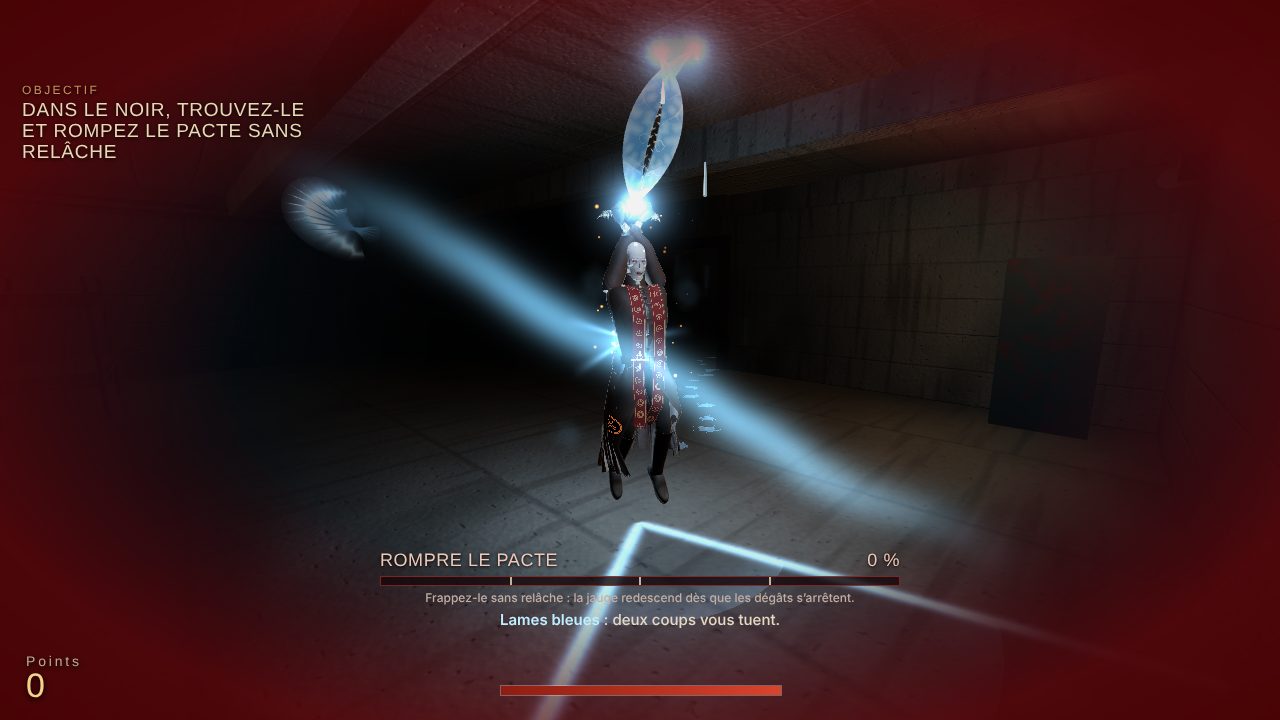 OBJECTIF
DANS LE NOIR, TROUVEZ-LE
ET ROMPEZ LE PACTE SANS
RELÂCHE
ROMPRE LE PACTE 0 %
Frappez-le sans relâche : la jauge redescend dès que les dégâts s’arrêtent.
Lames bleues : deux coups vous tuent.
Points
0